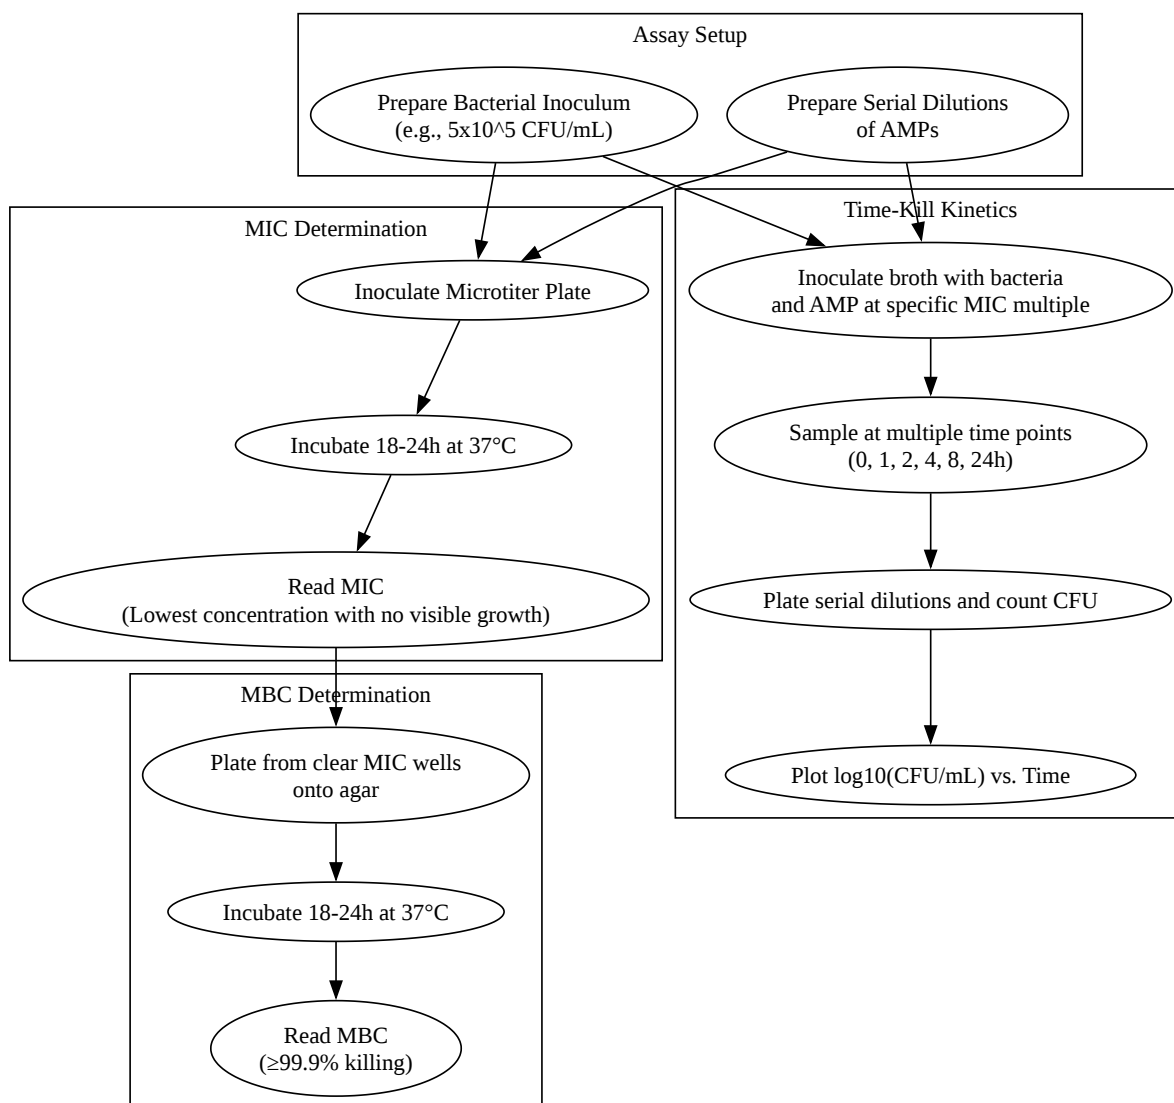 Assay Setup
Prepare Bacterial Inoculum
(e.g., 5x10^5 CFU/mL)
Prepare Serial Dilutions
of AMPs
MIC Determination
Inoculate Microtiter Plate
Incubate 18-24h at 37°C
Read MIC
(Lowest concentration with no visible growth)
MBC Determination
Plate from clear MIC wells
onto agar
Incubate 18-24h at 37°C
Read MBC
(≥99.9% killing)
Time-Kill Kinetics
Inoculate broth with bacteria
and AMP at specific MIC multiple
Sample at multiple time points
(0, 1, 2, 4, 8, 24h)
Plate serial dilutions and count CFU
Plot log10(CFU/mL) vs. Time